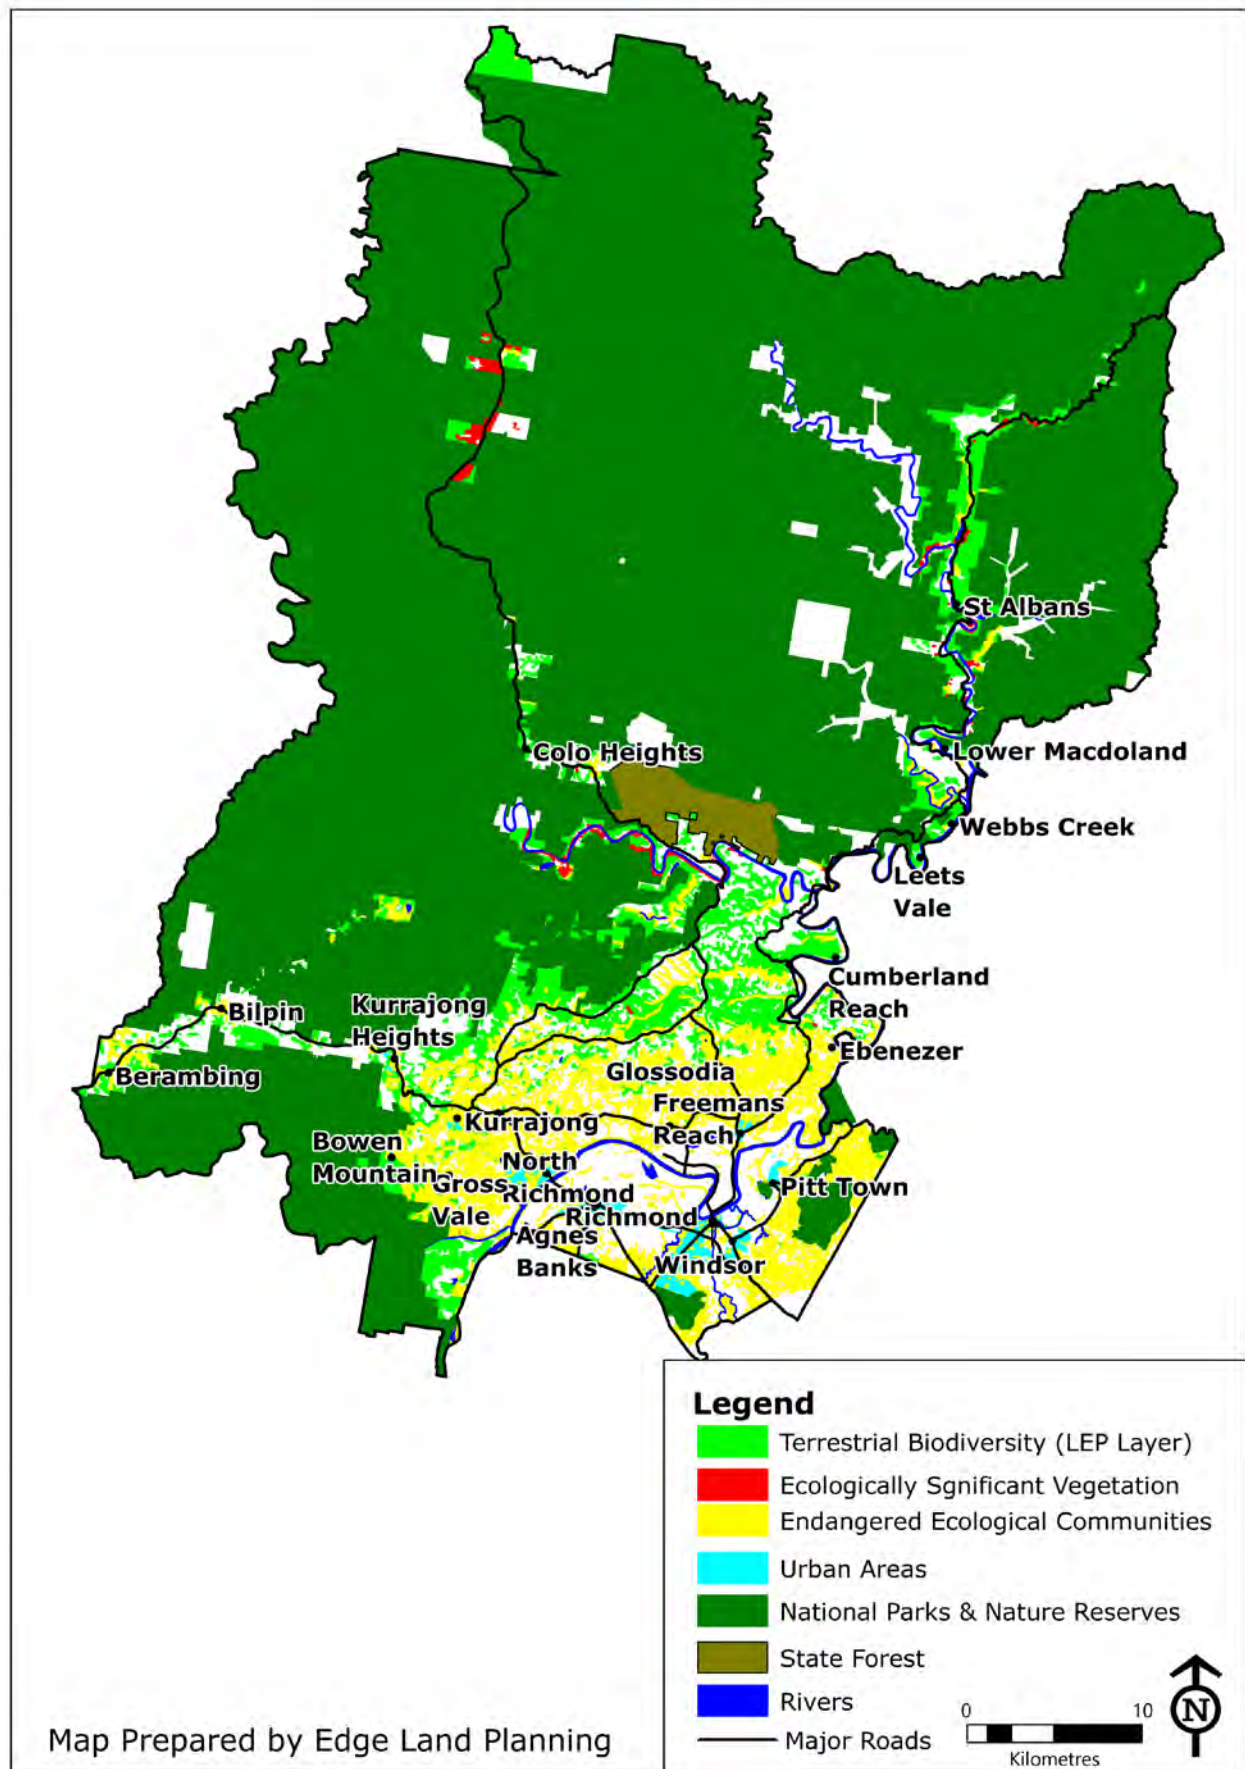 St Albans
Colo Heights
Lower Macdoland
Webbs Creek
Leets
Vale
Cumberland
Reach
Bilpin
Kurrajong
Heights
Ebenezer
Berambing
Glossodia
Freemans
Reach
Kurrajong
Bowen
Mountain
North
Richmond
Gross
Vale
Pitt Town
Richmond
Agnes
Banks
Windsor
Legend
Terrestrial Biodiversity (LEP Layer)
Ecologically Sgnificant Vegetation
Endangered Ecological Communities
Urban Areas
National Parks & Nature Reserves
State Forest
Rivers
Major Roads
0 10
Kilometres
N
Map Prepared by Edge Land Planning